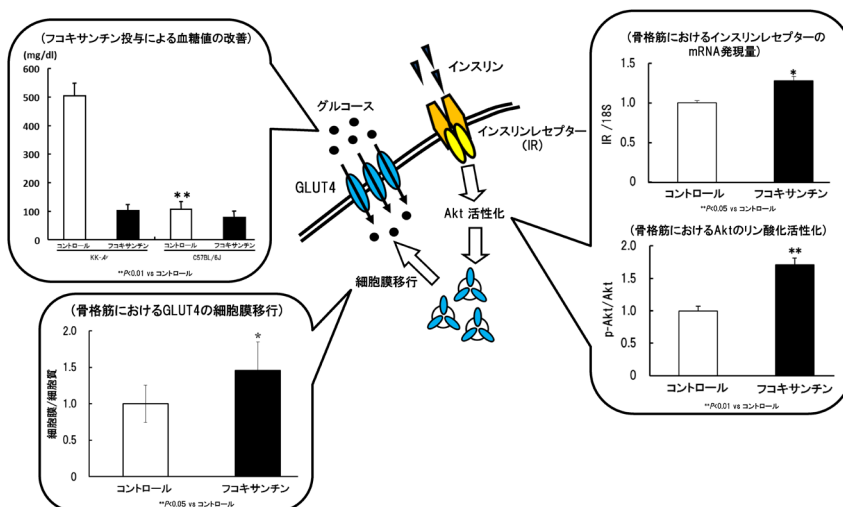 (フコキサンチン投与による血糖値の改善)
(mg/dl)
600
500
400
300
200
100
0
**
コントロール
フコキサンチン
コントロール
フコキサンチン
KK-Aʸ
C57BL/6J
**P<0.01 vs コントロール
インスリン
グルコース
インスリンレセプター
(IR)
GLUT4
Akt 活性化
細胞膜移行
(骨格筋におけるインスリンレセプターの
mRNA発現量)
IR /18S
1.5
1.0
0.5
0
*
コントロール
フコキサンチン
**P<0.05 vs コントロール
(骨格筋におけるAktのリン酸化活性化)
p-Akt/Akt
2.0
1.5
1.0
0.5
0
**
コントロール
フコキサンチン
**P<0.01 vs コントロール
(骨格筋におけるGLUT4の細胞膜移行)
細胞膜/細胞質
2.0
1.5
1.0
0.5
0
*
コントロール
フコキサンチン
**P<0.05 vs コントロール